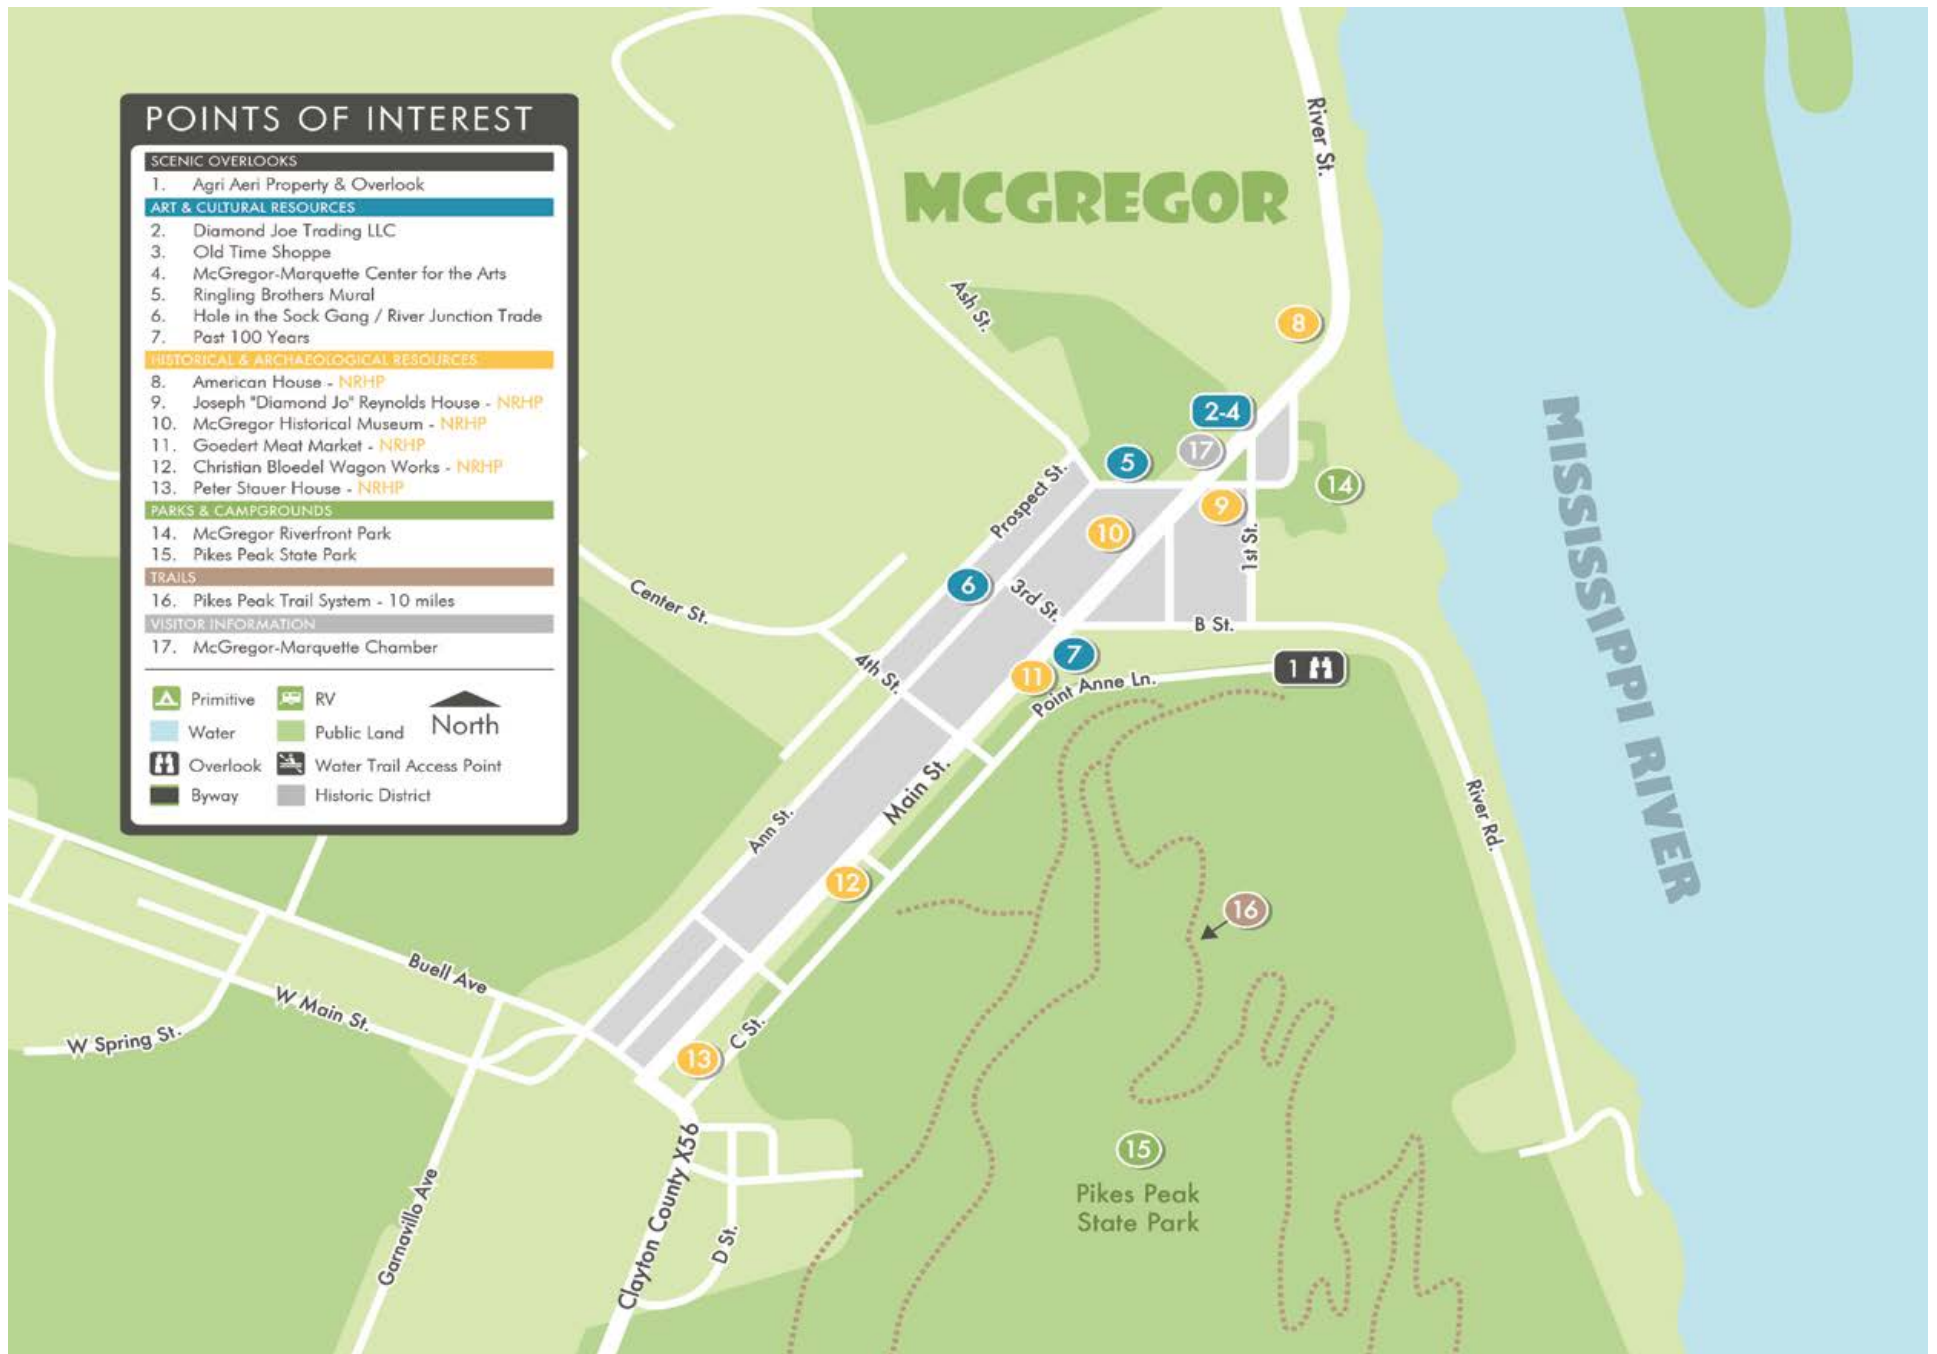 POINTS OF INTEREST
SCENIC OVERLOOKS
1. Agri Aeri Property & Overlook
ART & CULTURAL RESOURCES
2. Diamond Joe Trading LLC
3. Old Time Shoppe
4. McGregor-Marquette Center for the Arts
5. Ringling Brothers Mural
6. Hole in the Sock Gang / River Junction Trade
7. Past 100 Years
HISTORICAL & ARCHAEOLOGICAL RESOURCES
8. American House - NRHP
9. Joseph "Diamond Jo" Reynolds House - NRHP
10. McGregor Historical Museum - NRHP
11. Goedert Meat Market - NRHP
12. Christian Bloedel Wagon Works - NRHP
13. Peter Stauer House - NRHP
PARKS & CAMPGROUNDS
14. McGregor Riverfront Park
15. Pikes Peak State Park
TRAILS
16. Pikes Peak Trail System - 10 miles
VISITOR INFORMATION
17. McGregor-Marquette Chamber
Primitive
RV
North
Water
Public Land
Overlook
Water Trail Access Point
Byway
Historic District
MCGREGOR
River St.
Ash St.
8
2-4
17
5
14
9
Prospect St.
10
1st St.
6
3rd St.
Center St.
B St.
7
1
11
Point Anne Ln.
4th St.
MISSISSIPPI RIVER
Main St.
Ann St.
River Rd.
12
16
Buell Ave
W Main St.
W Spring St.
C St.
13
15
Pikes Peak
State Park
Clayton County X56
Garnavillo Ave
D St.